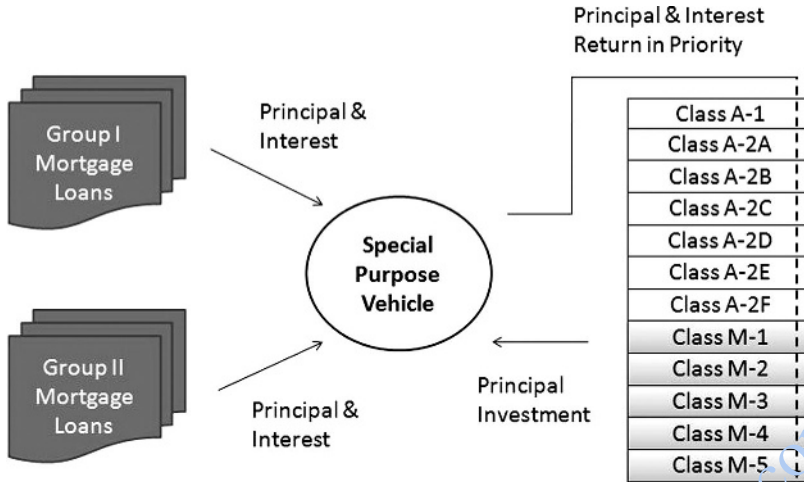 Principal & Interest
Return in Priority
Group I
Mortgage
Loans
Principal &
Interest
Special
Purpose
Vehicle
Group II
Mortgage
Loans
Principal &
Interest
Principal
Investment
Class A-1
Class A-2A
Class A-2B
Class A-2C
Class A-2D
Class A-2E
Class A-2F
Class M-1
Class M-2
Class M-3
Class M-4
Class M-5